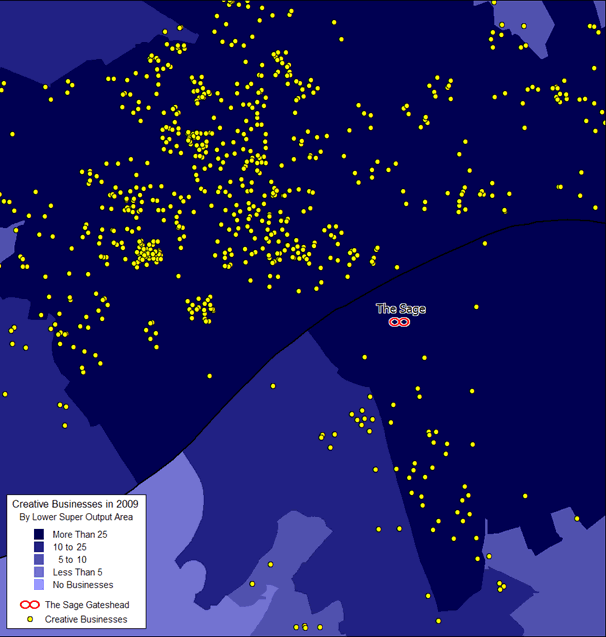 The Sage
Creative Businesses in 2009
By Lower Super Output Area
More Than 25
10 to 25
5 to 10
Less Than 5
No Businesses
The Sage Gateshead
Creative Businesses